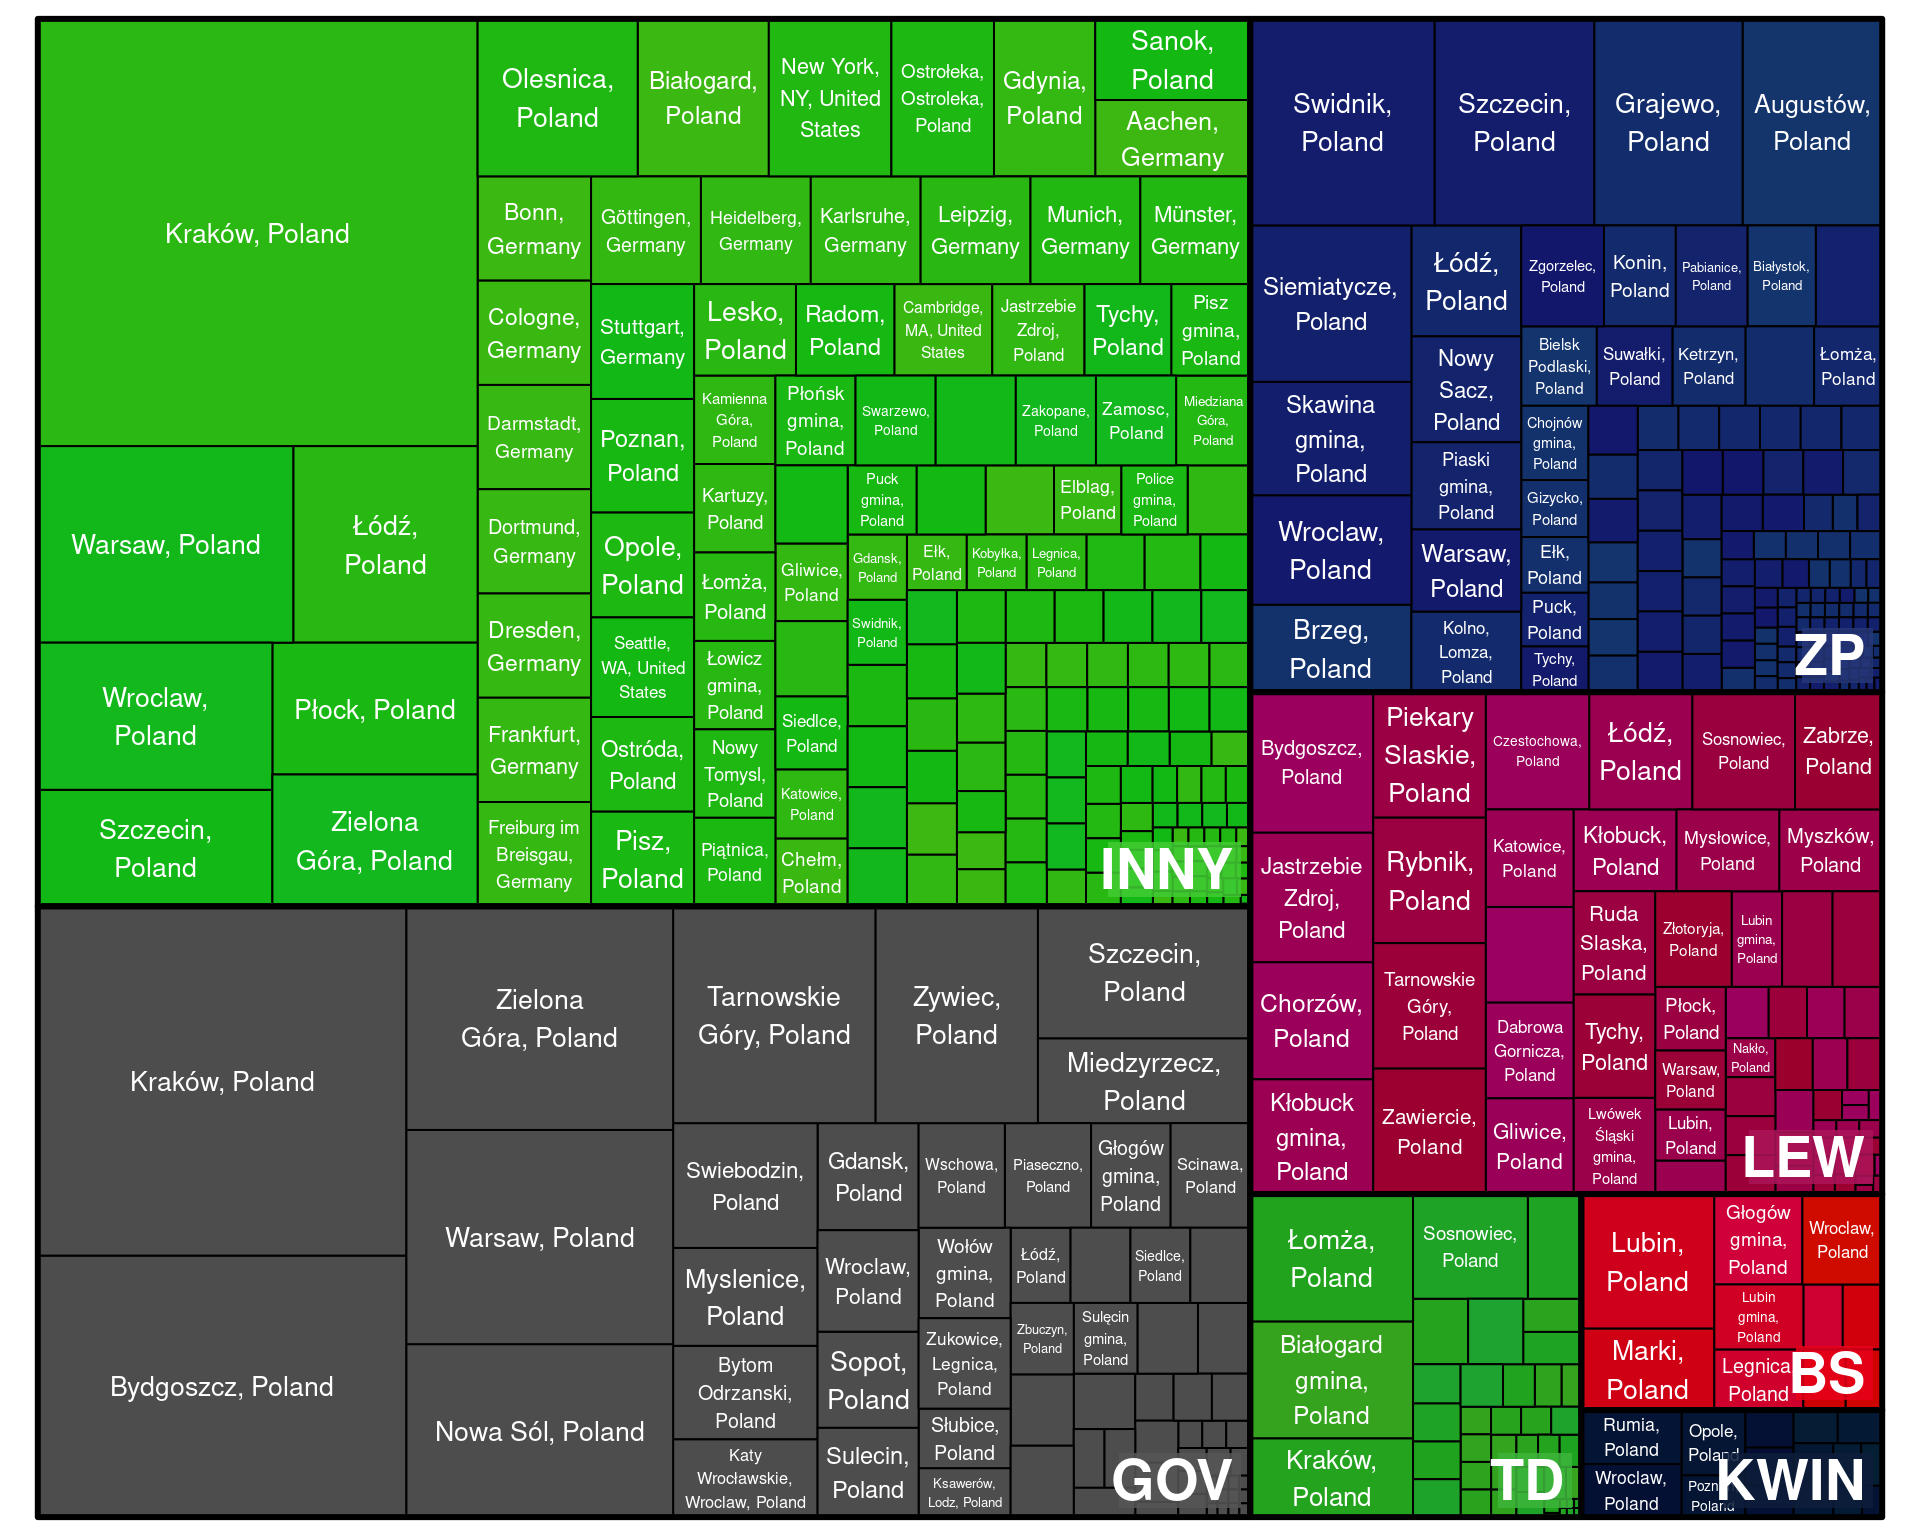 Kraków, Poland
Warsaw, Poland
Łódź,
Poland
Wroclaw,
Poland
Płock, Poland
Szczecin,
Poland
Zielona
Góra, Poland
Olesnica,
Poland
Białogard,
Poland
New York,
NY, United
States
Ostrołeka,
Ostroleka,
Poland
Gdynia,
Poland
Sanok,
Poland
Aachen,
Germany
Bonn,
Germany
Göttingen,
Germany
Heidelberg,
Germany
Karlsruhe,
Germany
Leipzig,
Germany
Munich,
Germany
Münster,
Germany
Cologne,
Germany
Darmstadt,
Germany
Dortmund,
Germany
Dresden,
Germany
Frankfurt,
Germany
Freiburg im
Breisgau,
Germany
Stuttgart,
Germany
Poznan,
Poland
Opole,
Poland
Seattle,
WA, United
States
Ostróda,
Poland
Pisz,
Poland
Lesko,
Poland
Radom,
Poland
Cambridge,
MA, United
States
Jastrzebie
Zdroj,
Poland
Tychy,
Poland
Pisz
gmina,
Poland
Kamienna
Góra,
Poland
Kartuzy,
Poland
Łomża,
Poland
Łowicz
gmina,
Poland
Nowy
Tomysl,
Poland
Piątnica,
Poland
Płońsk
gmina,
Poland
Swarzewo,
Poland
Zakopane,
Poland
Zamosc,
Poland
Miedziana
Góra,
Poland
Gliwice,
Poland
Siedlce,
Poland
Katowice,
Poland
Chełm,
Poland
Puck
gmina,
Poland
Elblag,
Poland
Police
gmina,
Poland
Gdansk,
Poland
Swidnik,
Poland
Ełk,
Poland
Kobyłka,
Poland
Legnica,
Poland
INNY
Swidnik,
Poland
Szczecin,
Poland
Grajewo,
Poland
Augustów,
Poland
Siemiatycze,
Poland
Skawina
gmina,
Poland
Wroclaw,
Poland
Brzeg,
Poland
Łódź,
Poland
Nowy
Sacz,
Poland
Piaski
gmina,
Poland
Warsaw,
Poland
Kolno,
Lomza,
Poland
Zgorzelec,
Poland
Konin,
Poland
Pabianice,
Poland
Białystok,
Poland
Bielsk
Podlaski,
Poland
Suwałki,
Poland
Ketrzyn,
Poland
Łomża,
Poland
Chojnów
gmina,
Poland
Gizycko,
Poland
Ełk,
Poland
Puck,
Poland
Tychy,
Poland
ZP
Bydgoszcz,
Poland
Jastrzebie
Zdroj,
Poland
Chorzów,
Poland
Kłobuck
gmina,
Poland
Piekary
Slaskie,
Poland
Rybnik,
Poland
Tarnowskie
Góry,
Poland
Zawiercie,
Poland
Czestochowa,
Poland
Łódź,
Poland
Sosnowiec,
Poland
Zabrze,
Poland
Katowice,
Poland
Dabrowa
Gornicza,
Poland
Gliwice,
Poland
Kłobuck,
Poland
Mysłowice,
Poland
Myszków,
Poland
Ruda
Slaska,
Poland
Tychy,
Poland
Lwówek
Śląski
gmina,
Poland
Złotoryja,
Poland
Lubin
gmina,
Poland
Płock,
Poland
Warsaw,
Poland
Lubin,
Poland
Nakło,
Poland
LEW
Kraków, Poland
Bydgoszcz, Poland
Zielona
Góra, Poland
Warsaw, Poland
Nowa Sól, Poland
Tarnowskie
Góry, Poland
Zywiec,
Poland
Szczecin,
Poland
Miedzyrzecz,
Poland
Swiebodzin,
Poland
Myslenice,
Poland
Bytom
Odrzanski,
Poland
Katy
Wrocławskie,
Wroclaw, Poland
Gdansk,
Poland
Wroclaw,
Poland
Sopot,
Poland
Sulecin,
Poland
Wschowa,
Poland
Piaseczno,
Poland
Głogów
gmina,
Poland
Scinawa,
Poland
Wołów
gmina,
Poland
Zukowice,
Legnica,
Poland
Słubice,
Poland
Ksawerów,
Lodz, Poland
Łódź,
Poland
Siedlce,
Poland
Zbuczyn,
Poland
Sulęcin
gmina,
Poland
GOV
Łomża,
Poland
Białogard
gmina,
Poland
Kraków,
Poland
Sosnowiec,
Poland
TD
Lubin,
Poland
Marki,
Poland
Głogów
gmina,
Poland
Wroclaw,
Poland
Lubin
gmina,
Poland
Legnica
Poland
BS
Rumia,
Poland
Wroclaw,
Poland
Opole,
Poland
Pozn
Poland
KWIN